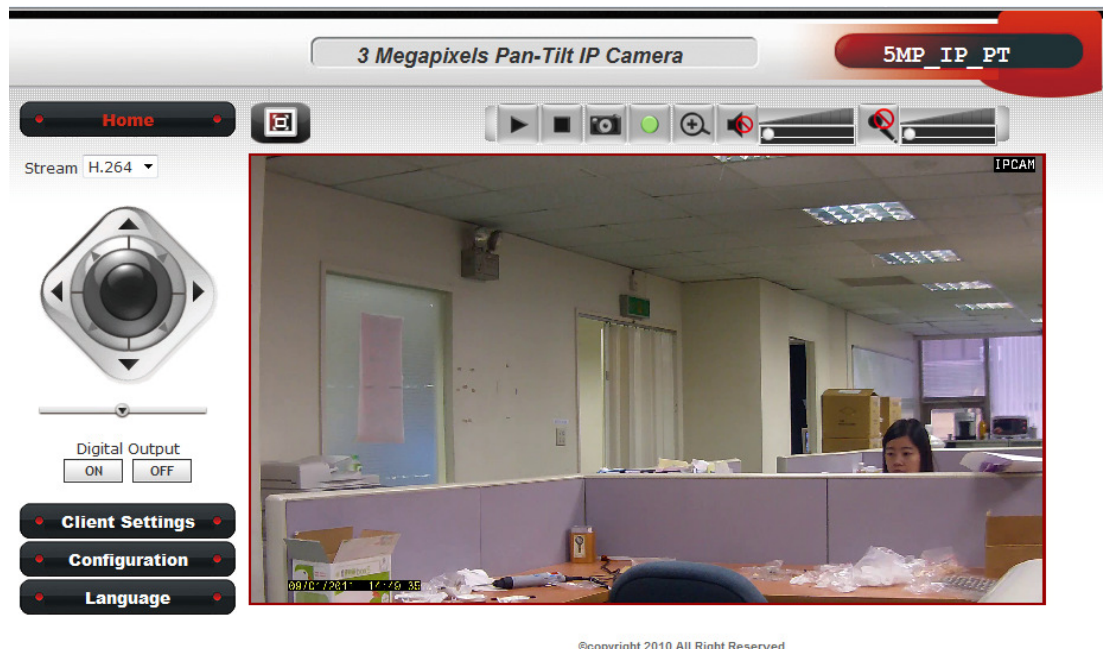 3 Megapixels Pan-Tilt IP Camera
5MP_IP_PT
Home
Stream H.264
IPCAM
Digital Output
ON OFF
Client Settings
Configuration
Language
©copyright 2010 All Right Reserved